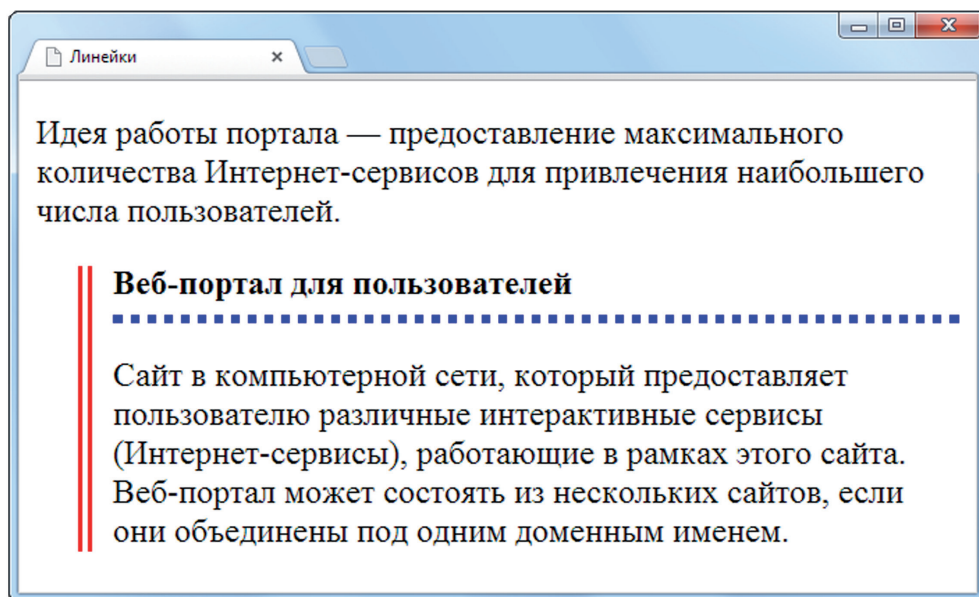 Линейки
Идея работы портала — предоставление максимального
количества Интернет-сервисов для привлечения наибольшего
числа пользователей.
Веб-портал для пользователей
Сайт в компьютерной сети, который предоставляет
пользователю различные интерактивные сервисы
(Интернет-сервисы), работающие в рамках этого сайта.
Веб-портал может состоять из нескольких сайтов, если
они объединены под одним доменным именем.